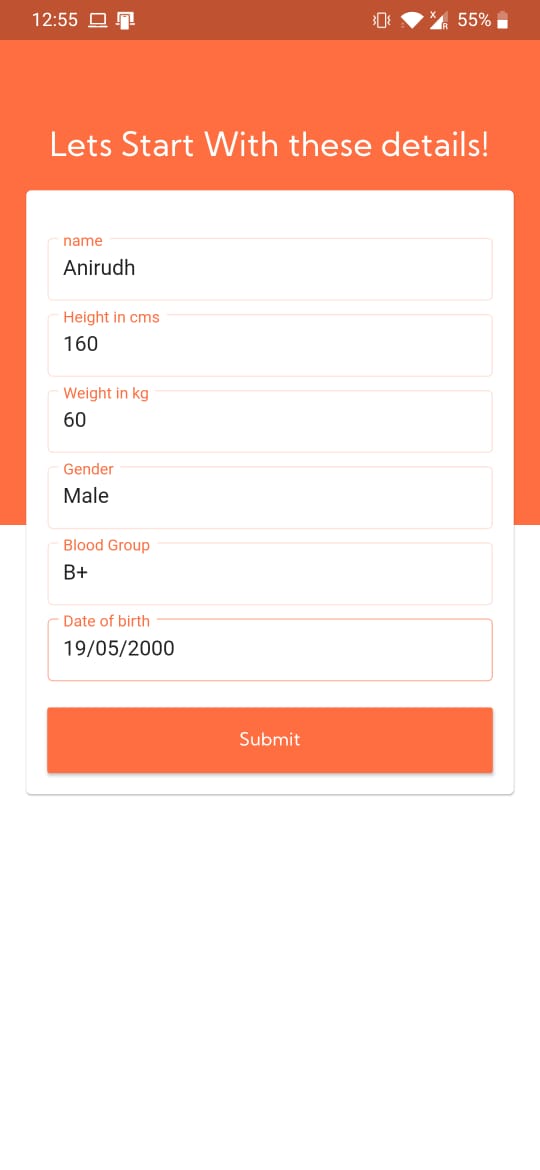 12:55
55%
Lets Start With these details!
name
Anirudh
Height in cms
160
Weight in kg
60
Gender
Male
Blood Group
B+
Date of birth
19/05/2000
Submit